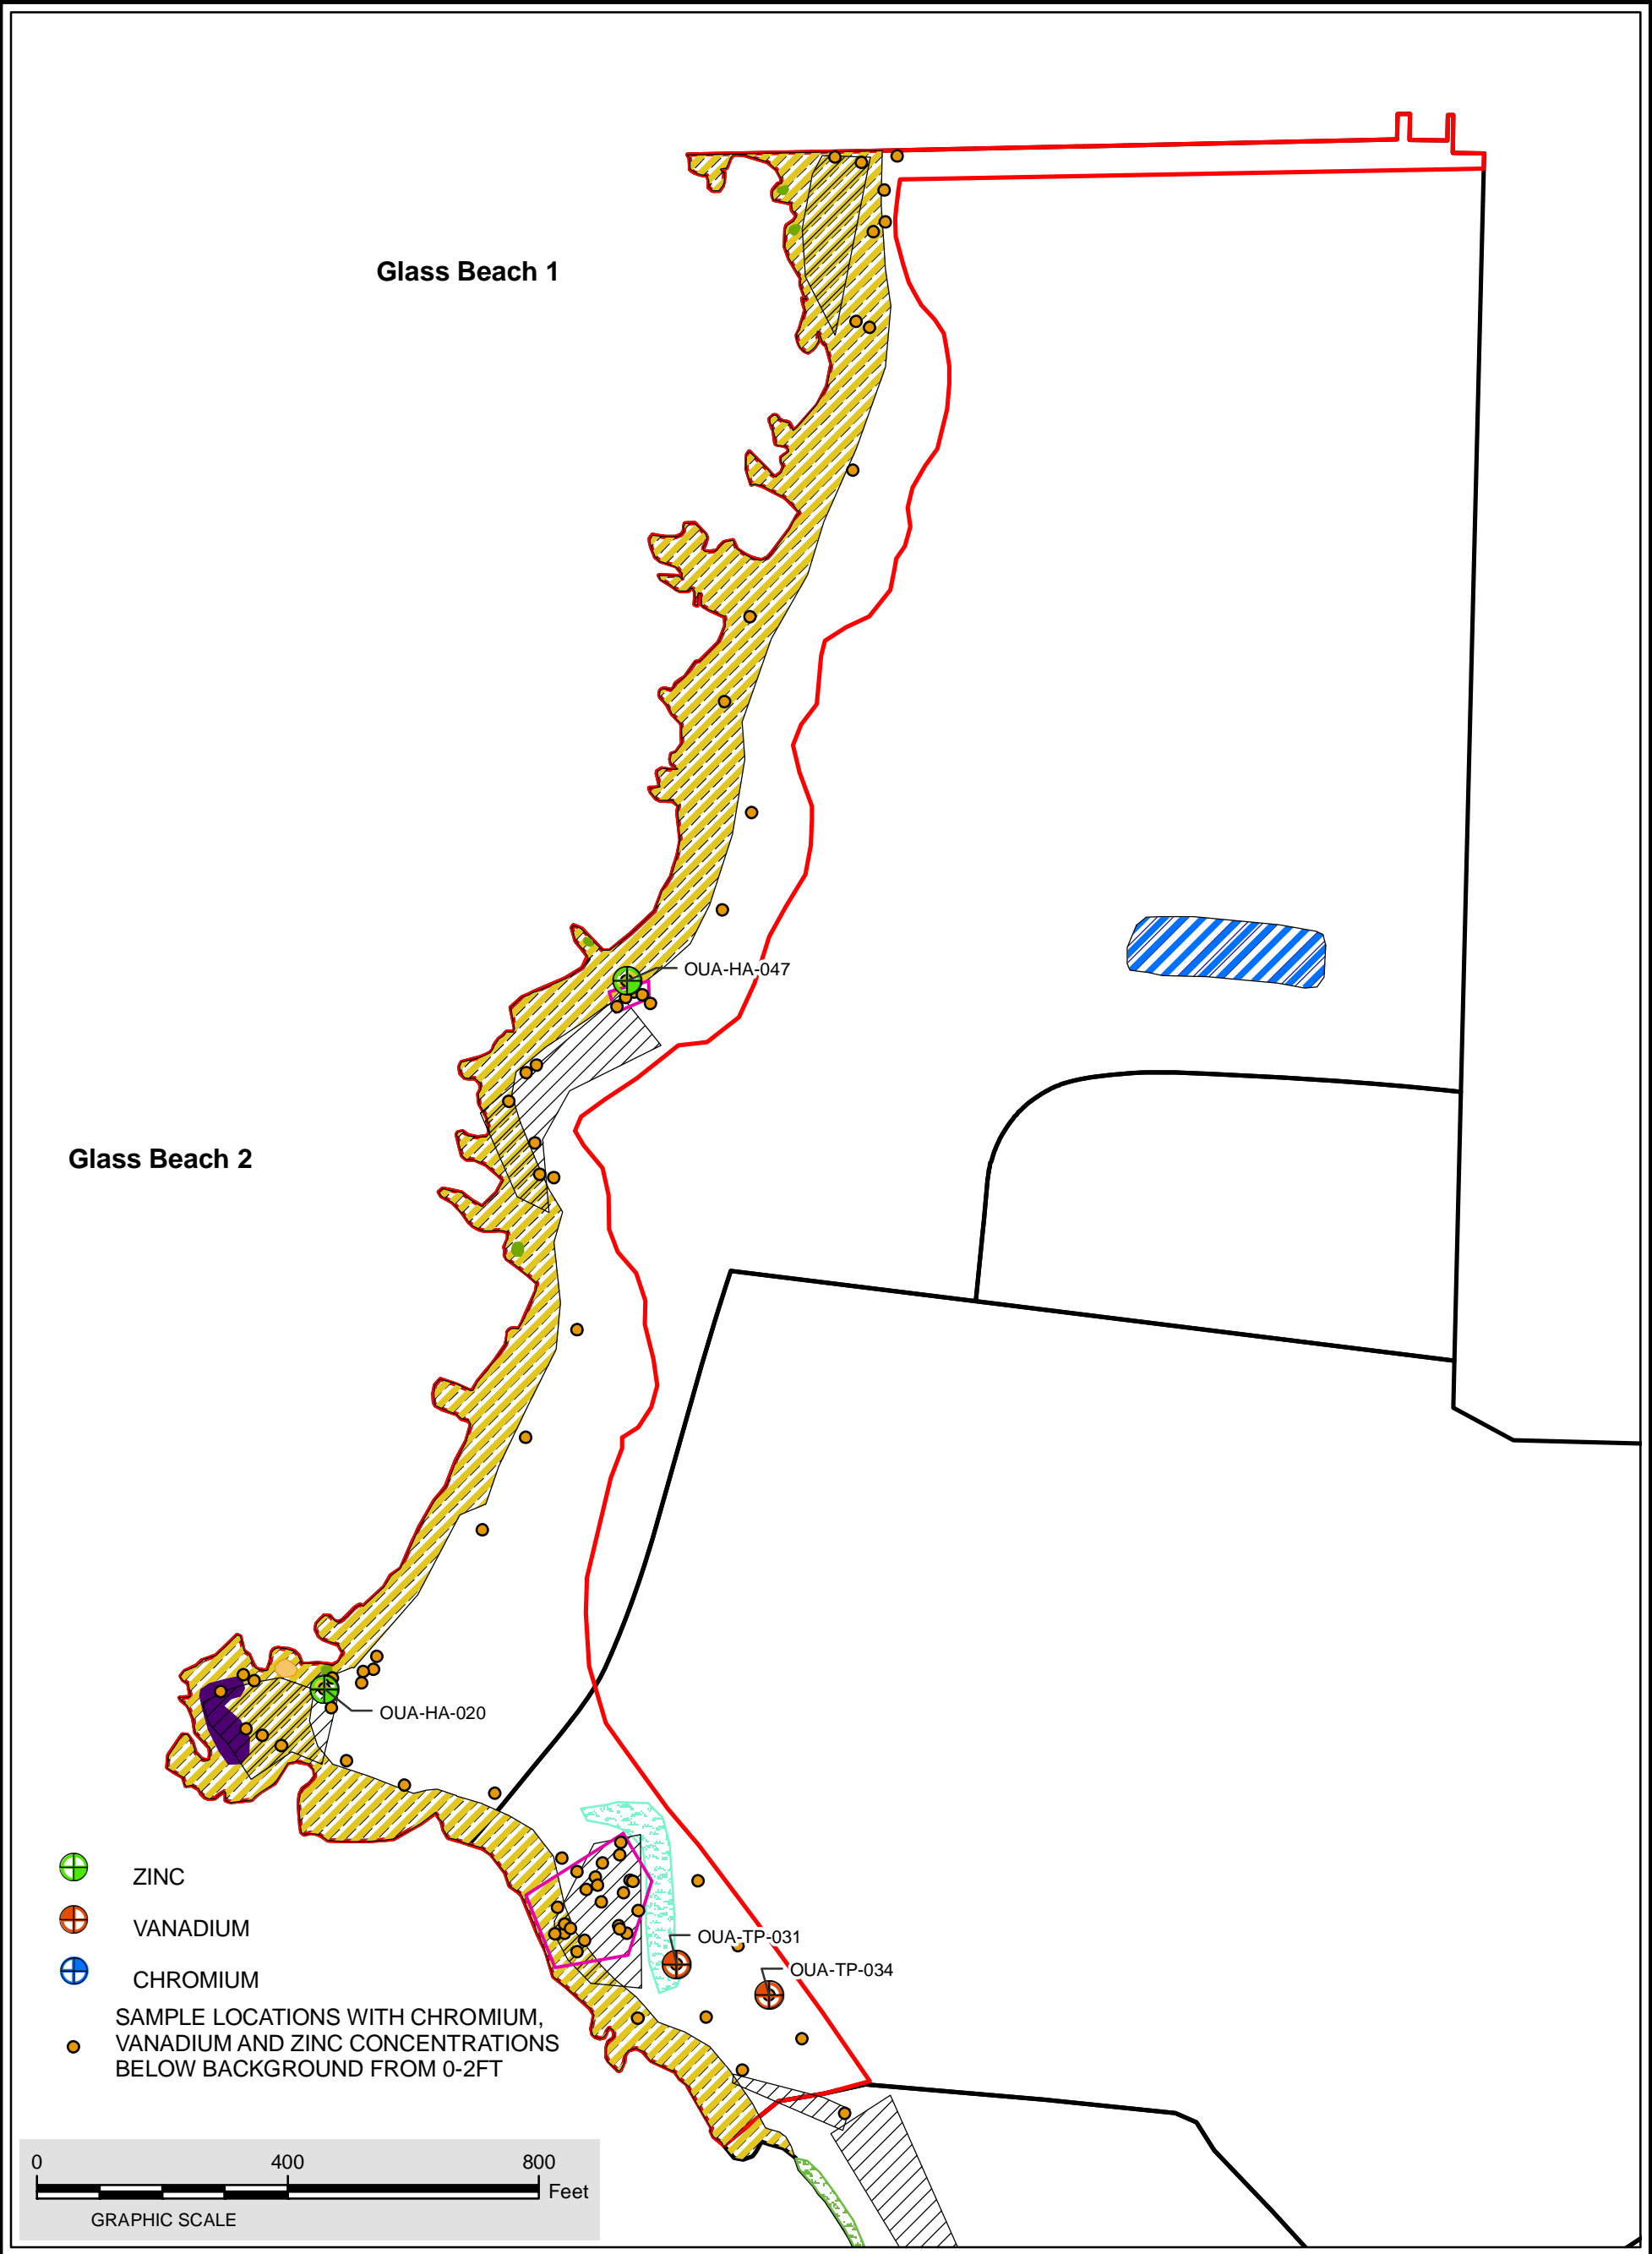 Glass Beach 1
OUA-HA-047
Glass Beach 2
OUA-HA-020
ZINC
VANADIUM
CHROMIUM
SAMPLE LOCATIONS WITH CHROMIUM,
VANADIUM AND ZINC CONCENTRATIONS
BELOW BACKGROUND FROM 0-2FT
OUA-TP-031
OUA-TP-034
0 400 800
Feet
GRAPHIC SCALE